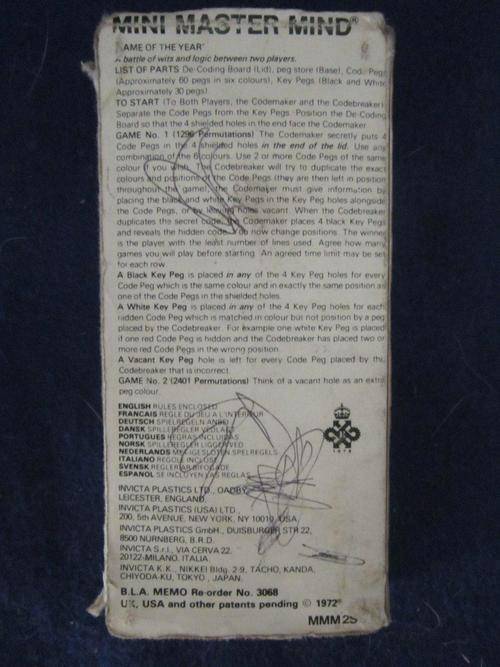 MINI MASTER MIND®
GAME OF THE YEAR'
A battle of wits and logic between two players.
LIST OF PARTS De-Coding Board (Lid), peg store (Base), Code Pegs
(Approximately 60 pegs in six colours), Key Pegs (Black and White
Approximately 30 pegs)
TO START (To Both Players, the Codemaker and the Codebreaker)
Separate the Code Pegs from the Key Pegs. Position the De-Coding
Board so that the 4 shielded holes in the end face the Codemaker.
GAME No. 1 (1296 Permutations) The Codemaker secretly puts 4
Code Pegs in the 4 shielded holes in the end of the lid. Use any
combination of the 6 colours. Use 2 or more Code Pegs of the same
colour if you wish. The Codebreaker will try to duplicate the exact
colours and positions of the Code Pegs (they are then left in position
throughout the game). Codemaker must give information by
placing the black and white Key Pegs in the Key Peg holes alongside
the Code Pegs, or by leaving holes vacant. When the Codebreaker
duplicates the secret code, the Codemaker places 4 black Key Pegs
and reveals the hidden code. You now change positions. The winner
is the player with the least number of lines used. Agree how many
games you will play before starting. An agreed time limit may be set
for each row.
A Black Key Peg is placed in any of the 4 Key Peg holes for every
Code Peg which is the same colour and in exactly the same position as
one of the Code Pegs in the shielded holes.
A White Key Peg is placed in any of the 4 Key Peg holes for each
hidden Code Peg which is matched in colour but not position by a peg
placed by the Codebreaker. For example one white Key Peg is placed
if one red Code Peg is hidden and the Codebreaker has placed two or
more red Code Pegs in the wrong position.
A Vacant Key Peg hole is left for every Code Peg placed by the
Codebreaker that is incorrect.
GAME No. 2 (2401 Permutations) Think of a vacant hole as an extra
peg colour.
ENGLISH RULES ENCLOSED
FRANCAIS REGLE DU JEU A L'INTERIEUR
DEUTSCH SPIELREGELN ANBEI
DANSK SPILLEREGLER VEDLAGT
PORTUGUES REGRAS INCLUIDAS
NORSK SPILLEREGLER LIGGER VED
NEDERLANDS MET INGESLOTEN SPELREGELS
ITALIANO REGOLE INCLUSE
SVENSK REGLER BIFOGADE
ESPANOL SE INCLUYEN LAS REGLAS
INVICTA PLASTICS LTD., OADBY,
LEICESTER, ENGLAND.
INVICTA PLASTICS (USA) LTD.,
200, 5th AVENUE, NEW YORK, NY 10010, USA
INVICTA PLASTICS GmbH., DUISBURGER STR 22,
8500 NURNBERG, B.R.D.
INVICTA S.r.l., VIA CERVA 22,
20122-MILANO, ITALIA.
INVICTA K.K., NIKKEI Bldg. 2-9, TACHO, KANDA,
CHIYODA-KU, TOKYO, JAPAN.
B.L.A. MEMO Re-order No. 3068
UK, USA and other patents pending © 1972
MMM 2S